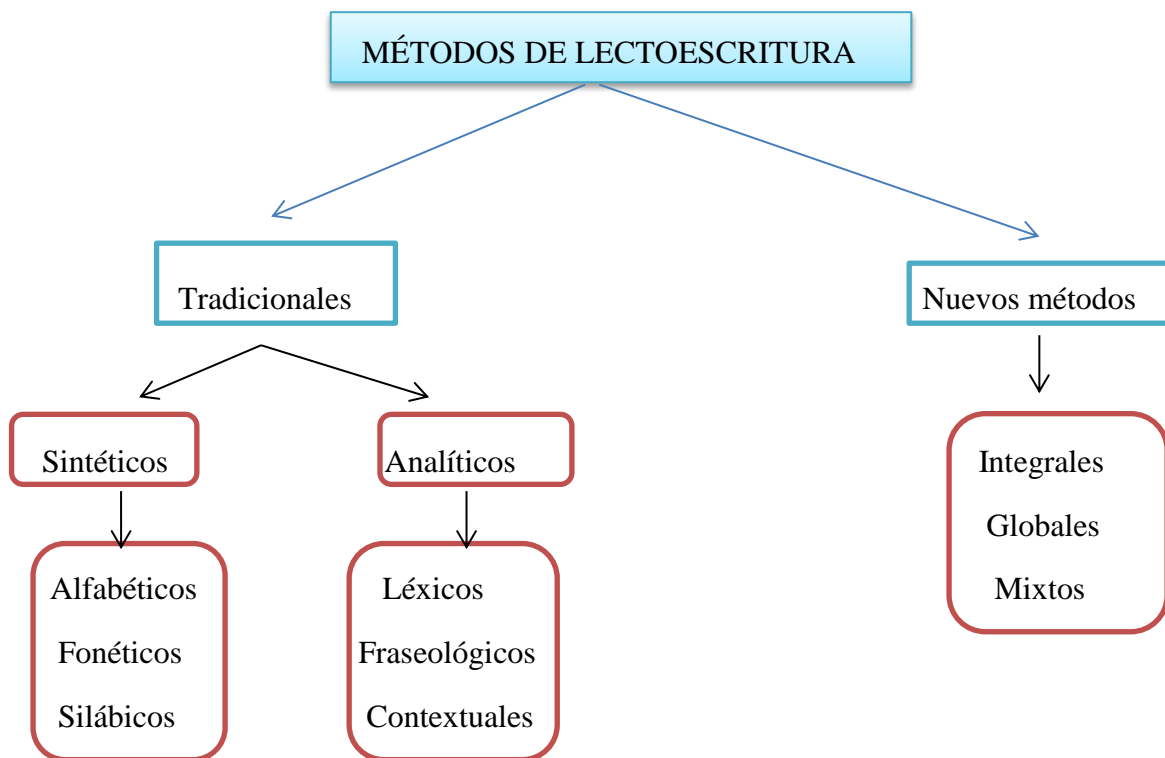 MÉTODOS DE LECTOESCRITURA
Tradicionales
Nuevos métodos
Sintéticos
Analíticos
Integrales
Globales
Mixtos
Alfabéticos
Fonéticos
Silábicos
Léxicos
Fraseológicos
Contextuales